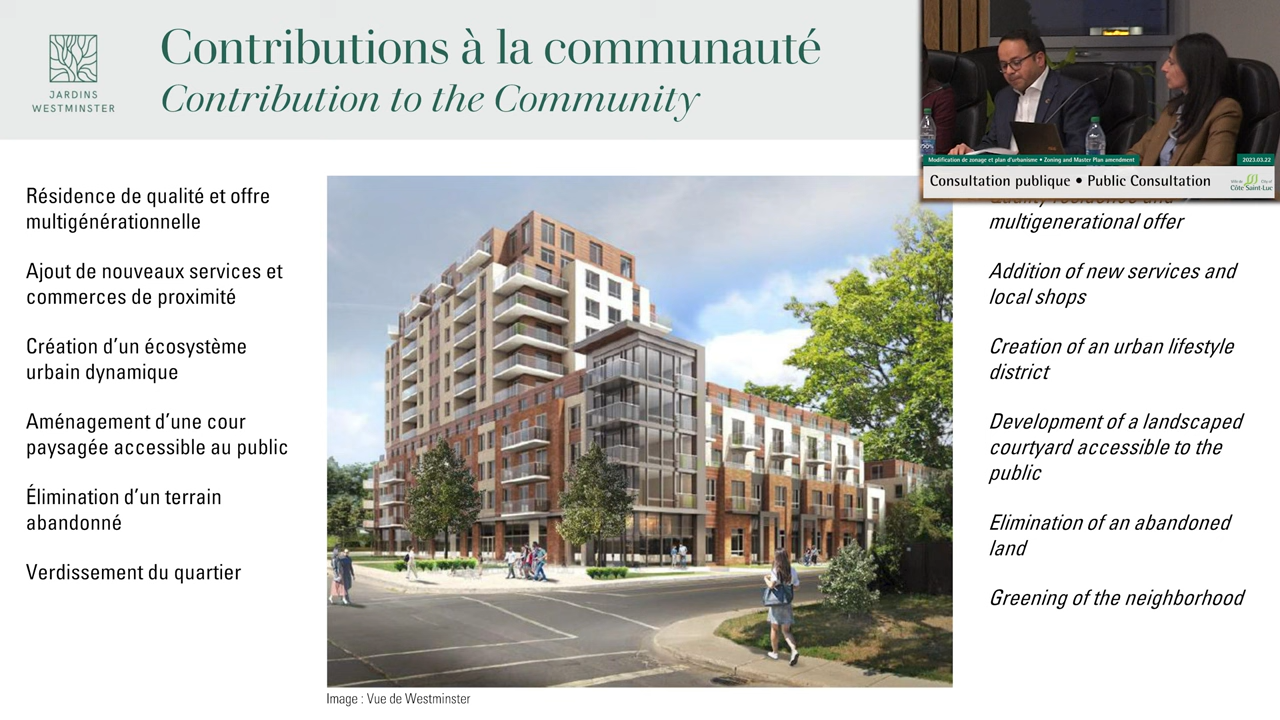 JARDINS
WESTMINSTER
Contributions à la communauté
Contribution to the Community
Modification de zonage et plan d'urbanisme • Zoning and Master Plan amendment
2023.03.22
Consultation publique • Public Consultation
Côte Saint-Luc
Résidence de qualité et offre
multigénérationnelle
Ajout de nouveaux services et
commerces de proximité
Création d'un écosystème
urbain dynamique
Aménagement d'une cour
paysagée accessible au public
Élimination d'un terrain
abandonné
Verdissement du quartier
Quality residence and
multigenerational offer
Addition of new services and
local shops
Creation of an urban lifestyle
district
Development of a landscaped
courtyard accessible to the
public
Elimination of an abandoned
land
Greening of the neighborhood
Image : Vue de Westminster